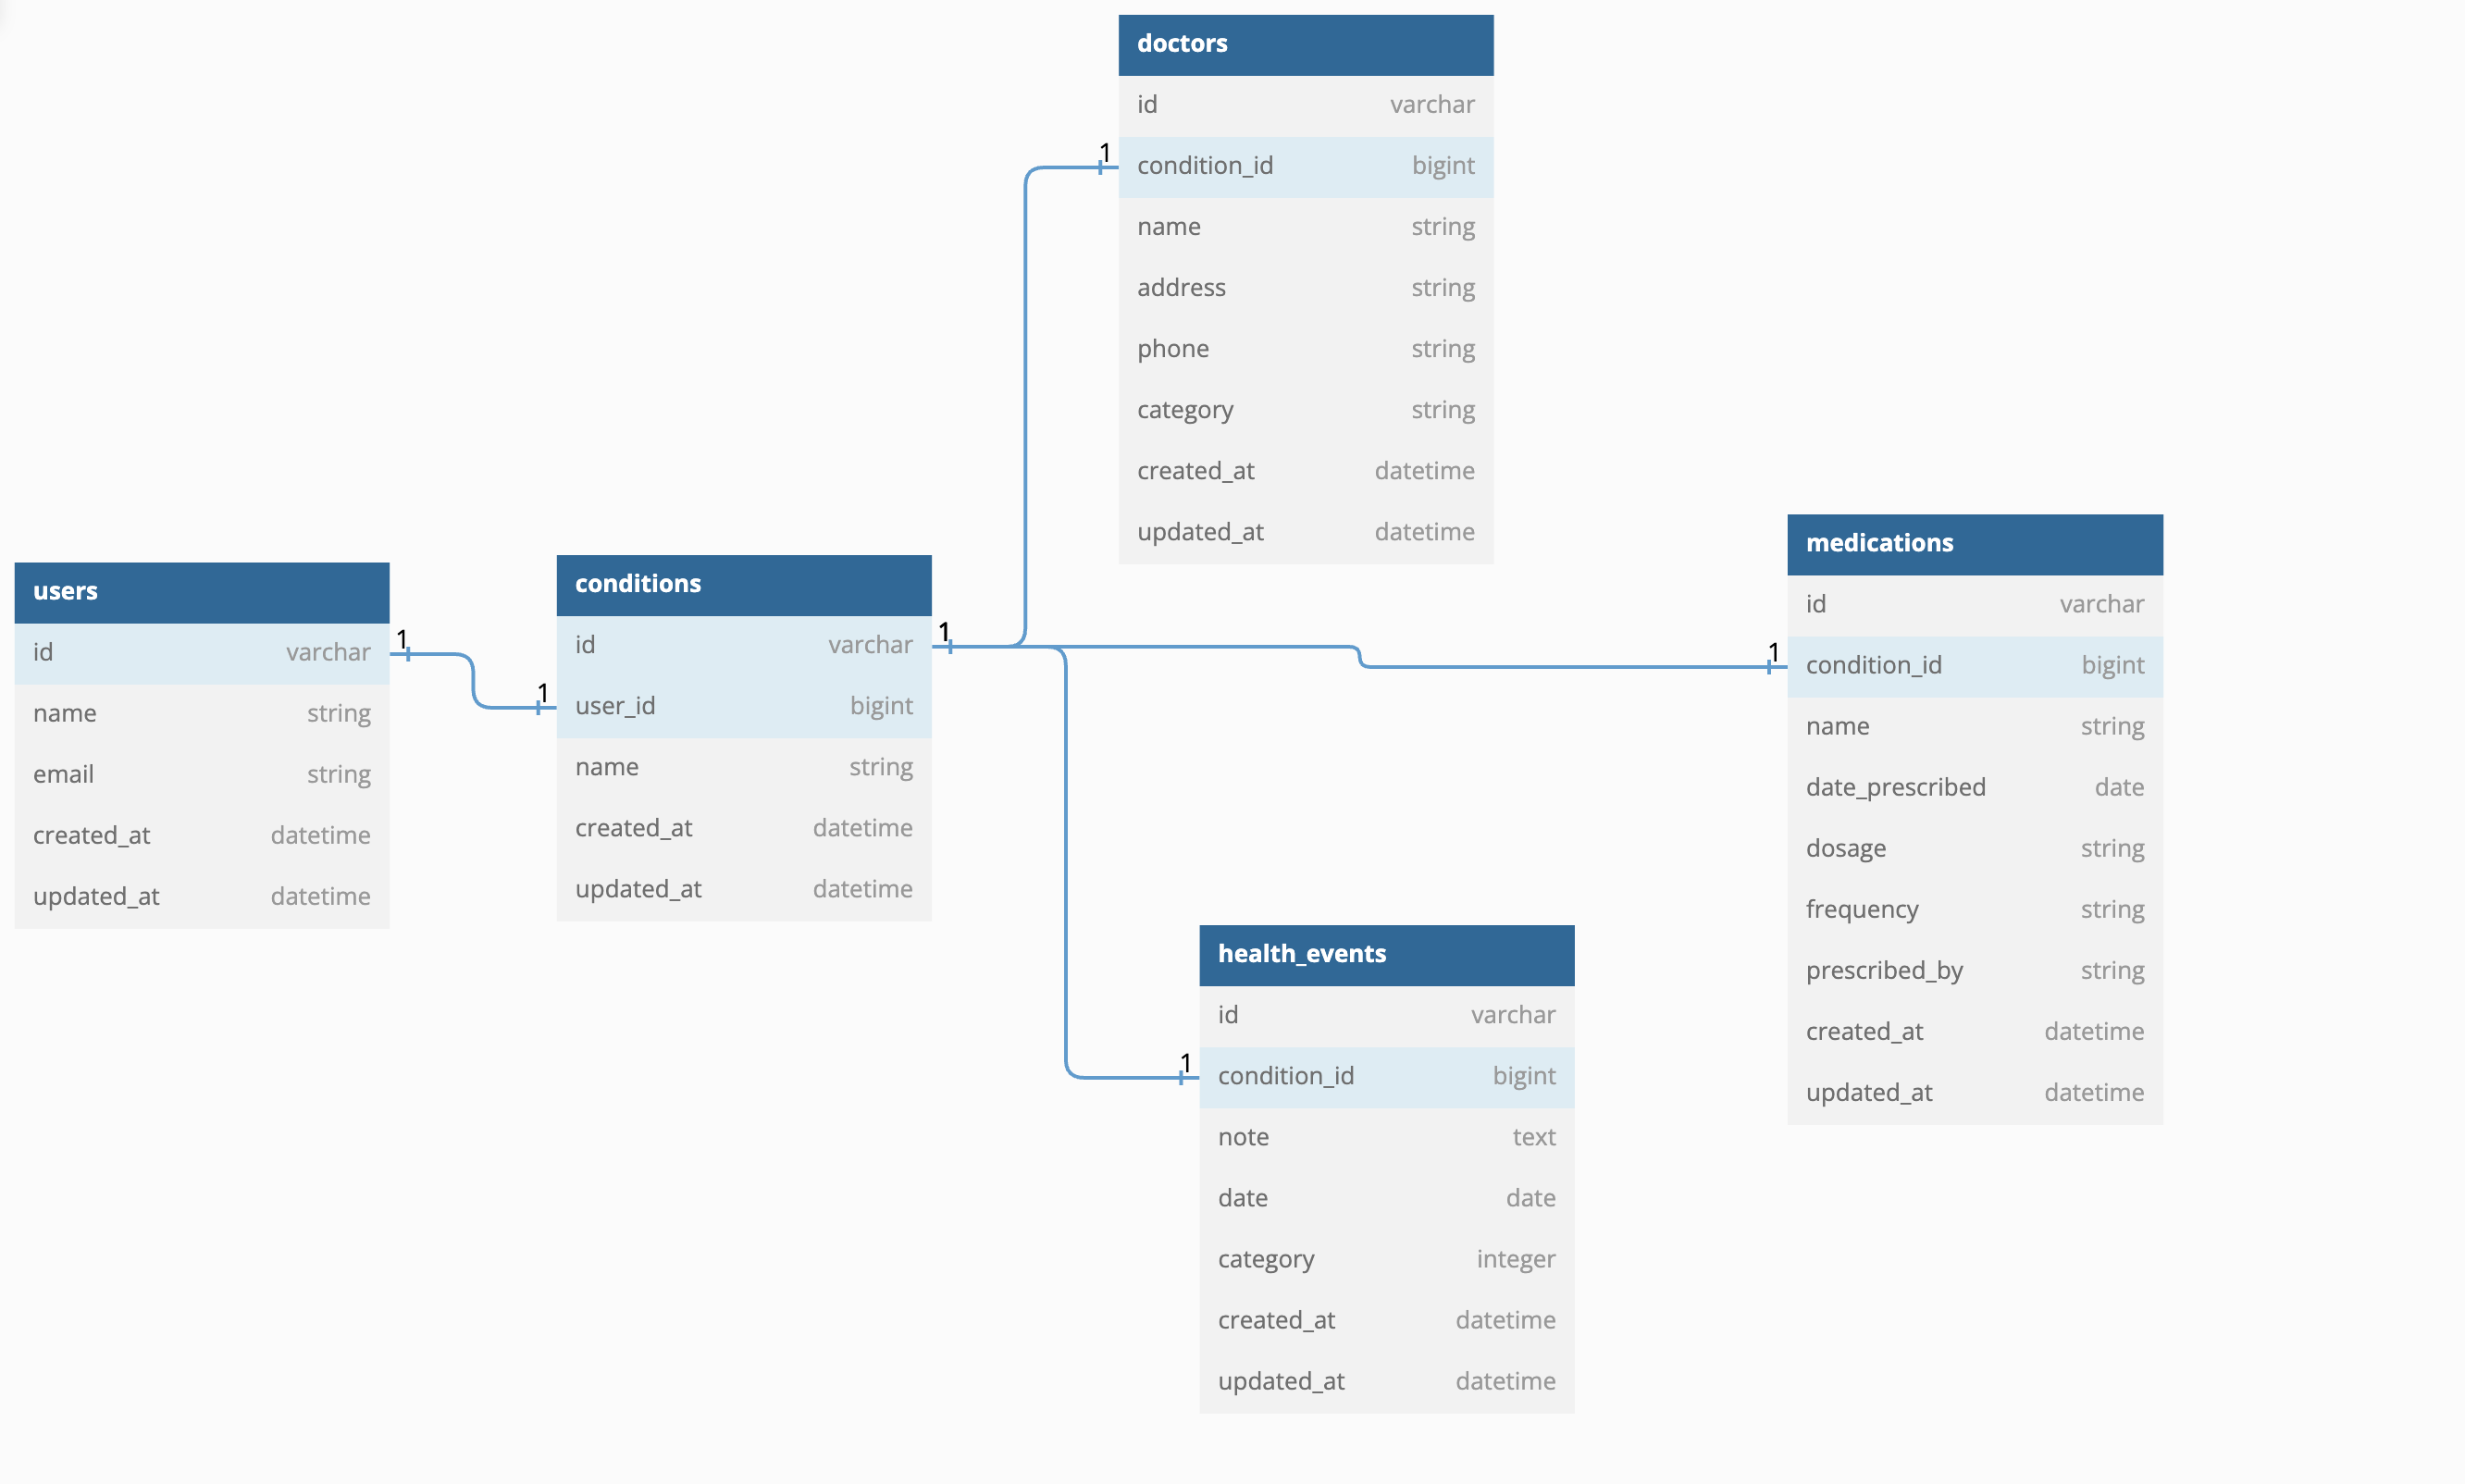 doctors
id varchar
1
condition_id bigint
name string
address string
phone string
category string
created_at datetime
updated_at datetime
users
id varchar
1
name string
email string
created_at datetime
updated_at datetime
conditions
id varchar
1
1
user_id bigint
name string
created_at datetime
updated_at datetime
medications
id varchar
1
condition_id bigint
name string
date_prescribed date
dosage string
frequency string
prescribed_by string
created_at datetime
updated_at datetime
health_events
id varchar
1
condition_id bigint
note text
date date
category integer
created_at datetime
updated_at datetime